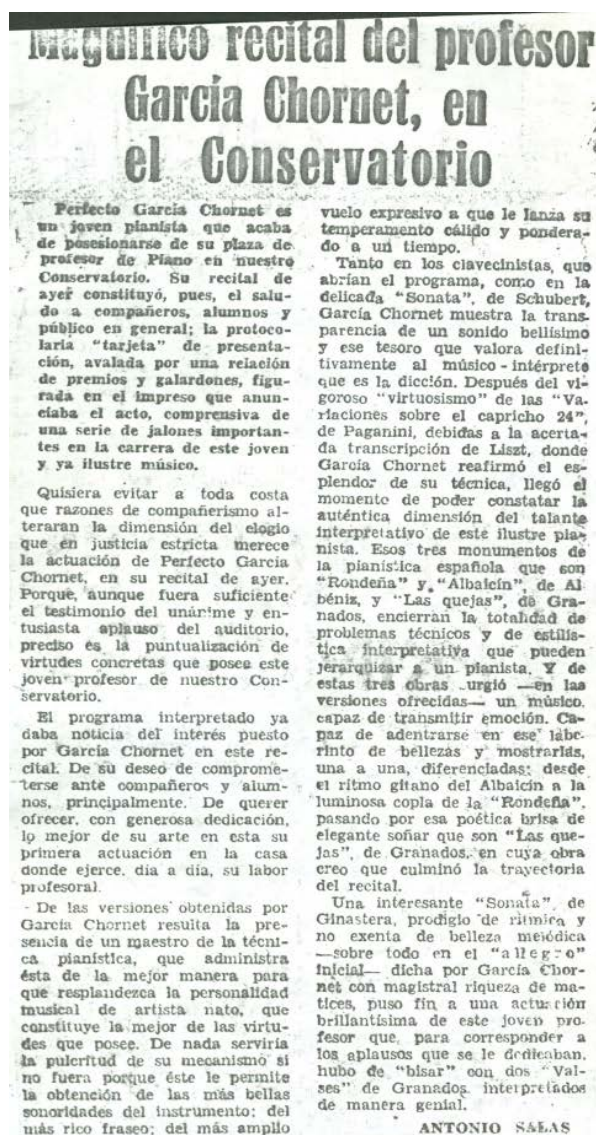 Magnífico recital del profesor
García Chornet, en
el Conservatorio
Perfecto García Chornet es
un joven pianista que acaba
de posesionarse de su plaza de
profesor de Piano en nuestro
Conservatorio. Su recital de
ayer constituyó, pues, el salu-
do a compañeros, alumnos y
público en general; la protoco-
laria "tarjeta" de presenta-
ción, avalada por una relación
de premios y galardones, figu-
rada en el impreso que anun-
ciaba el acto, comprensiva de
una serie de jalones importan-
tes en la carrera de este joven
y ya ilustre músico.
Quisiera evitar a toda costa
que razones de compañerismo al-
teraran la dimensión del elogio
que en justicia estricta merece
la actuación de Perfecto García
Chornet, en su recital de ayer.
Porque, aunque fuera suficiente
el testimonio del unánime y en-
tusiasta aplauso del auditorio,
preciso es la puntualización de
virtudes concretas que posee este
joven profesor de nuestro Con-
servatorio.
El programa interpretado ya
daba noticia del interés puesto
por García Chornet en este re-
cital. De su deseo de comprome-
terse ante compañeros y alum-
nos, principalmente. De querer
ofrecer, con generosa dedicación,
lo mejor de su arte en esta su
primera actuación en la casa
donde ejerce, día a día, su labor
profesoral.
De las versiones obtenidas por
García Chornet resulta la pre-
sencia de un maestro de la técni-
ca pianística, que administra
ésta de la mejor manera para
que resplandezca la personalidad
musical de artista nato, que
constituye la mejor de las virtu-
des que posee. De nada serviría
la pulcritud de su mecanismo si
no fuera porque éste le permite
la obtención de las más bellas
sonoridades del instrumento; del
más rico fraseo; del más amplio
vuelo expresivo a que le lanza su
temperamento cálido y pondera-
do a un tiempo.
Tanto en los clavecinistas, que
abrían el programa, como en la
delicada "Sonata", de Schubert,
García Chornet muestra la trans-
parencia de un sonido bellísimo
y ese tesoro que valora defini-
tivamente al músico-intérprete
que es la dicción. Después del vi-
goroso "virtuosismo" de las "Va-
riaciones sobre el capricho 24",
de Paganini, debidas a la acerta-
da transcripción de Liszt, donde
García Chornet reafirmó el es-
plendor de su técnica, llegó el
momento de poder constatar la
auténtica dimensión del talante
interpretativo de este ilustre pia-
nista. Esos tres monumentos de
la pianística española que son
"Rondeña" y "Albaicín", de Al
béniz, y "Las quejas", de Gra-
nados, encierran la totalidad de
problemas técnicos y de estilís-
tica interpretativa que pueden
jerarquizar a un pianista. Y de
estas tres obras urgió —en las
versiones ofrecidas— un músico
capaz de transmitir emoción. Ca-
paz de adentrarse en ese labe-
rinto de bellezas y mostrarlas,
una a una, diferenciadas; desde
el ritmo gitano del Albaicín a la
luminosa copla de la "Rondeña",
pasando por esa poética brisa de
elegante soñar que son "Las que-
jas", de Granados, en cuya obra
creo que culminó la trayectoria
del recital.
Una interesante "Sonata", de
Ginastera, prodigio de rítmica y
no exenta de belleza melódica
—sobre todo en el "allegro"
inicial— dicha por García Chor-
net con magistral riqueza de ma-
tices, puso fin a una actuación
brillantísima de este joven pro-
fesor que, para corresponder a
los aplausos que se le dedicaban,
hubo de "bisar" con dos "Val-
ses" de Granados, interpretados
de manera genial.
ANTONIO SALAS